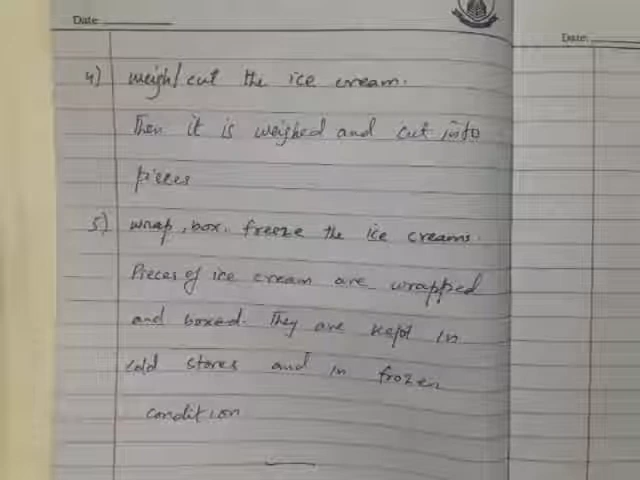 Date:
Date:
4) weigh/cut the ice cream.
Then it is weighed and cut into
pieces
5) wrap, box, freeze the ice creams.
Pieces of ice cream are wrapped
and boxed. They are kept in
cold stores and in frozen
condition